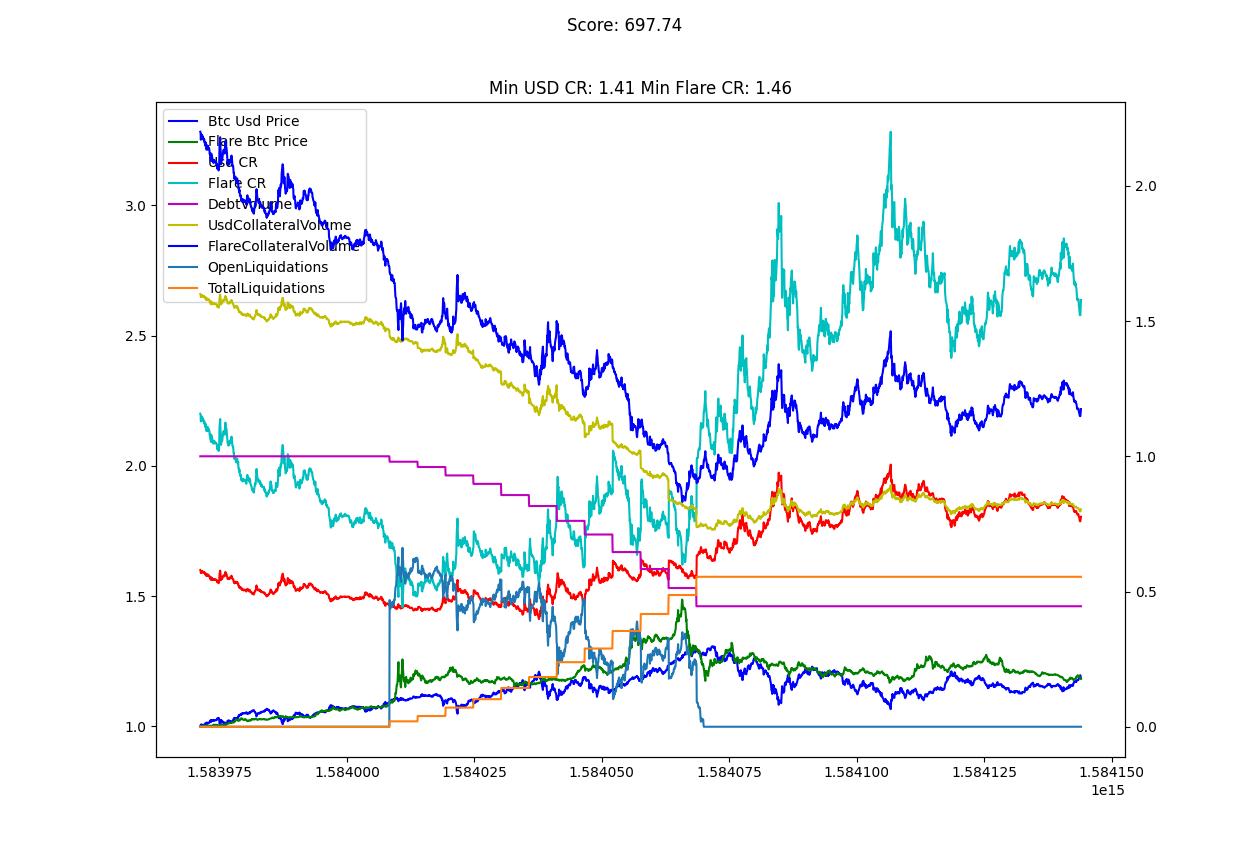 Score: 697.74
Min USD CR: 1.41 Min Flare CR: 1.46
Btc Usd Price
Flare Btc Price
Usd CR
Flare CR
DebtVolume
UsdCollateralVolume
FlareCollateralVolume
OpenLiquidations
TotalLiquidations
3.0
2.5
2.0
1.5
1.0
2.0
1.5
1.0
0.5
0.0
1.583975 1.584000 1.584025 1.584050 1.584075 1.584100 1.584125 1.584150
1e15